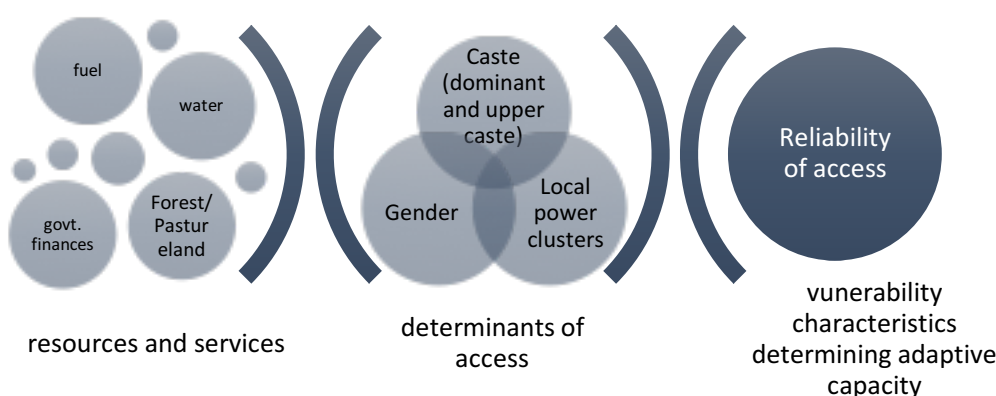 fuel
water
govt.
finances
Forest/
Pastur
eland
resources and services
Caste
(dominant
and upper
caste)
Gender
Local
power
clusters
determinants of
access
Reliability
of access
vunerability
characteristics
determining adaptive
capacity